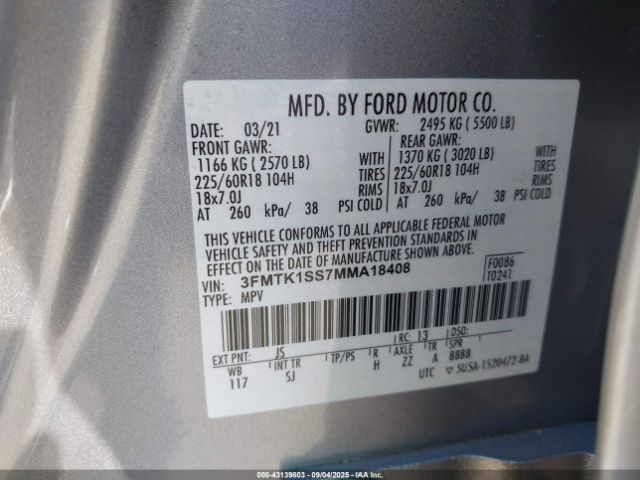 MFD. BY FORD MOTOR CO.
DATE: 03/21 GVWR: 2495 KG ( 5500 LB)
FRONT GAWR: REAR GAWR:
1166 KG ( 2570 LB) WITH 1370 KG ( 3020 LB) WITH
225/60R18 104H TIRES 225/60R18 104H TIRES
18x7.0J RIMS 18x7.0J RIMS
AT 260 kPa/ 38 PSI COLD AT 260 kPa/ 38 PSI COLD
THIS VEHICLE CONFORMS TO ALL APPLICABLE FEDERAL MOTOR
VEHICLE SAFETY AND THEFT PREVENTION STANDARDS IN
EFFECT ON THE DATE OF MANUFACTURE SHOWN ABOVE.
VIN: 3FMTK1SS7MMA18408 F0086
TYPE: MPV T0241
EXT PNT: JS RC: 13 DSO:
WB INT TR TP/PS R AXLE TR SPR
117 SJ H ZZ A BBBB
UTC 5U5A-1520472-BA
000-43139803 - 09/04/2025 - IAAI.COM